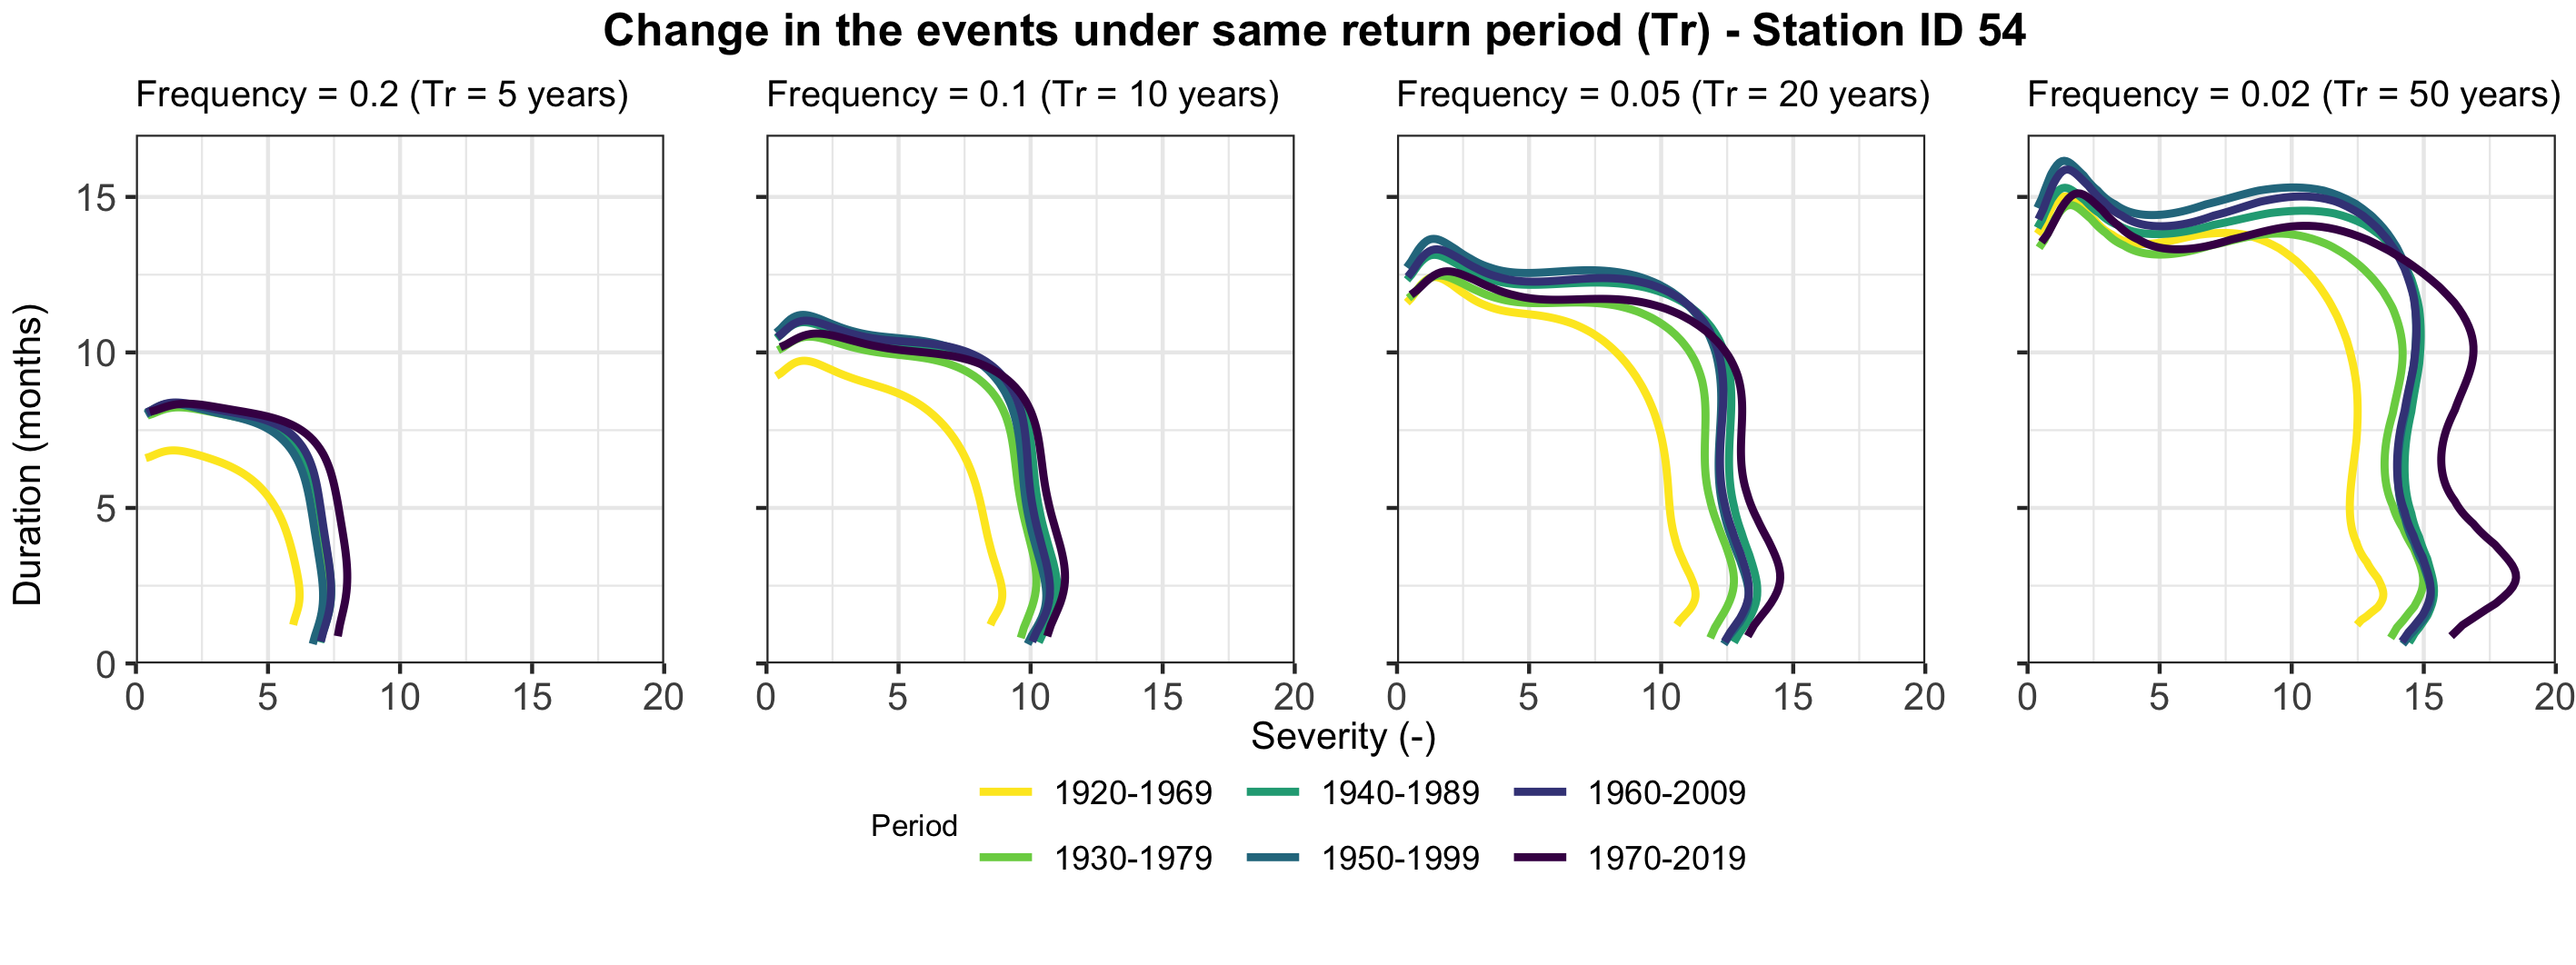 Change in the events under same return period (Tr) - Station ID 54
Frequency = 0.2 (Tr = 5 years)
Frequency = 0.1 (Tr = 10 years)
Frequency = 0.05 (Tr = 20 years)
Frequency = 0.02 (Tr = 50 years)
Duration (months)
15
10
5
0
0 5 10 15 20
0 5 10 15 20
0 5 10 15 20
0 5 10 15 20
Severity (-)
Period
1920-1969
1940-1989
1960-2009
1930-1979
1950-1999
1970-2019